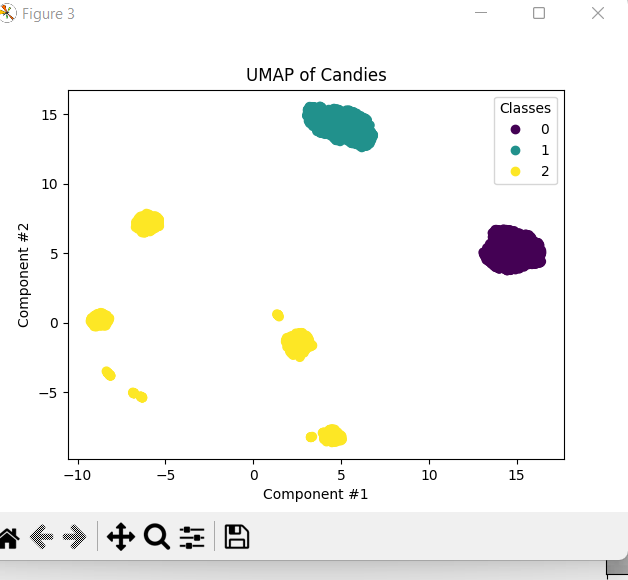 Figure 3
UMAP of Candies
Classes
0
1
2
Component #2
15
10
5
0
−5
−10
−5
0
5
10
15
Component #1